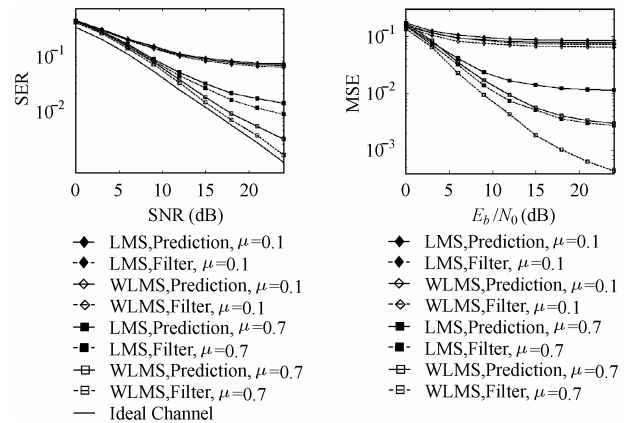 10⁻¹
10⁻²
SER
0 5 10 15 20
SNR (dB)
LMS,Prediction, μ=0.1
LMS,Filter, μ=0.1
WLMS,Prediction, μ=0.1
WLMS,Filter, μ=0.1
LMS,Prediction, μ=0.7
LMS,Filter, μ=0.7
WLMS,Prediction, μ=0.7
WLMS,Filter, μ=0.7
Ideal Channel
10⁻¹
10⁻²
10⁻³
MSE
0 5 10 15 20
E_b/N_0 (dB)
LMS,Prediction, μ=0.1
LMS,Filter, μ=0.1
WLMS,Prediction, μ=0.1
WLMS,Filter, μ=0.1
LMS,Prediction, μ=0.7
LMS,Filter, μ=0.7
WLMS,Prediction, μ=0.7
WLMS,Filter, μ=0.7